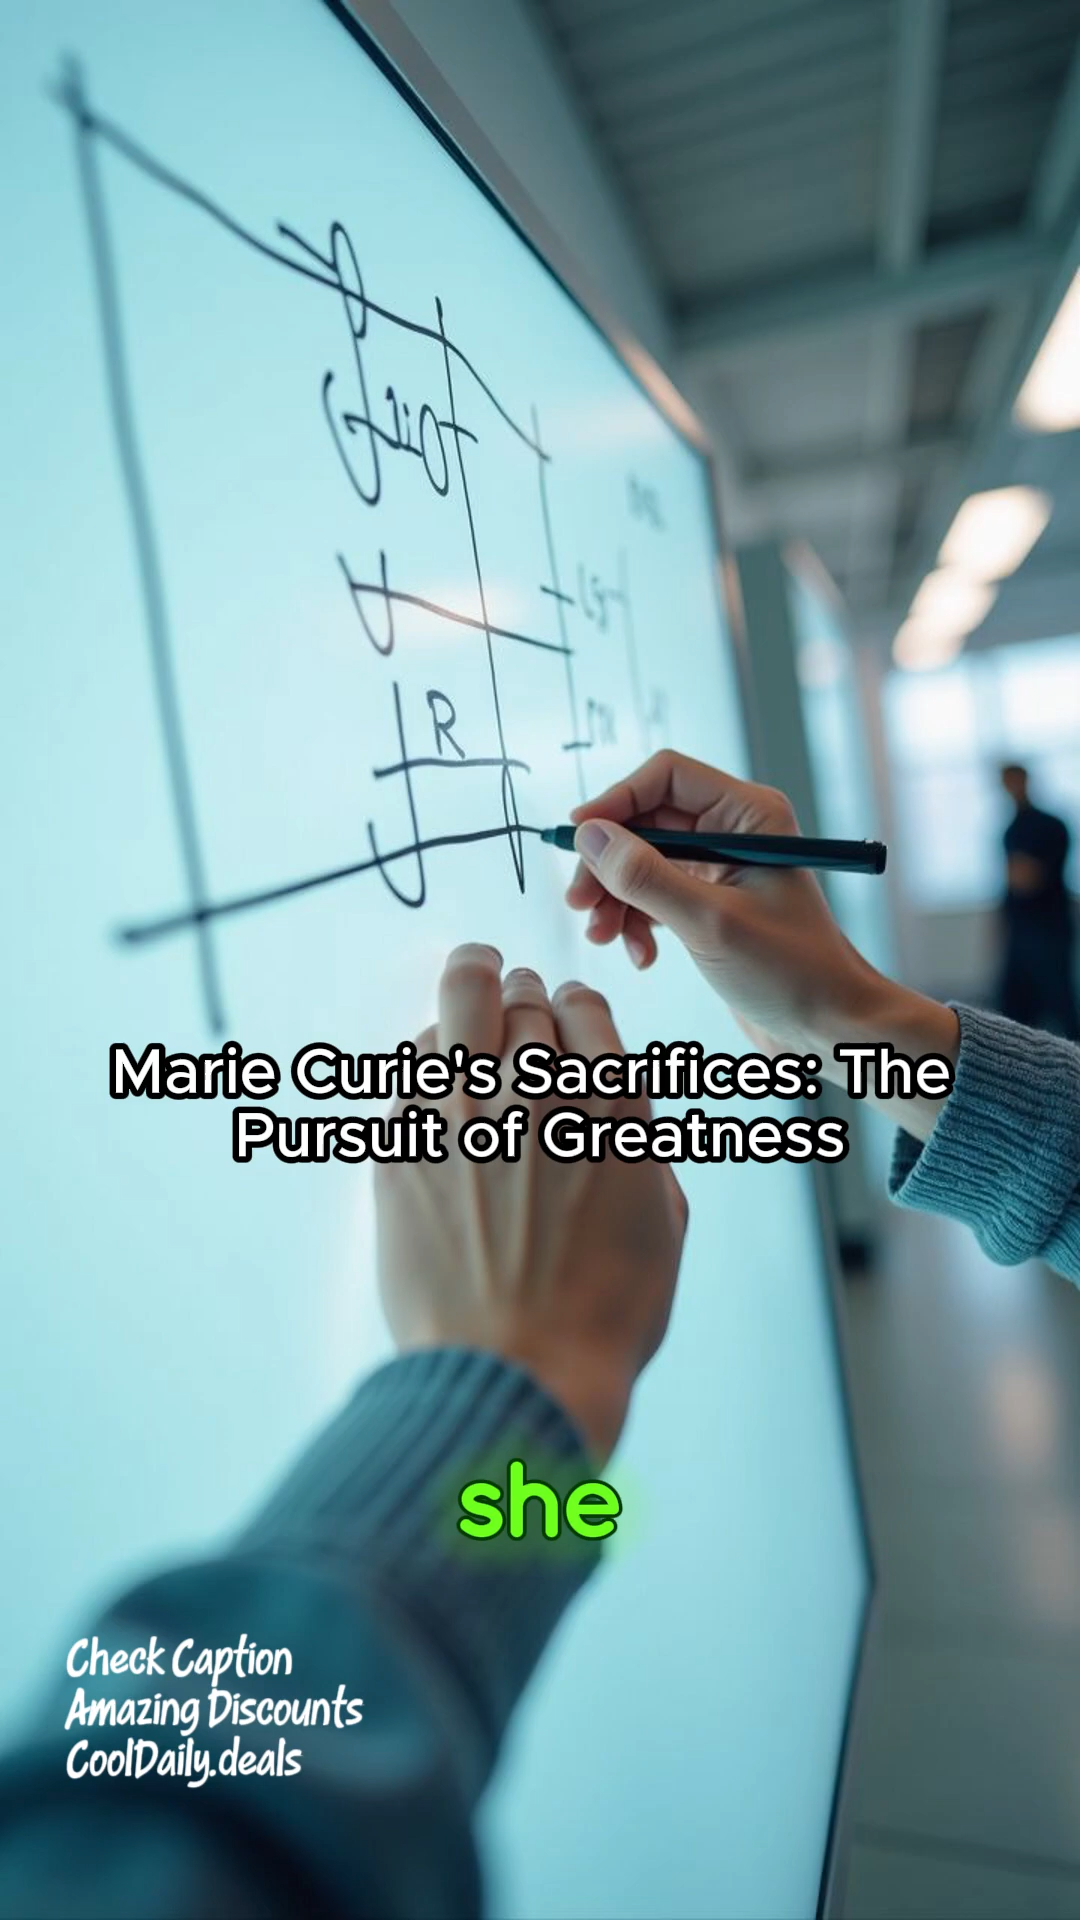 R
Marie Curie's Sacrifices: The
Pursuit of Greatness
she
Check Caption
Amazing Discounts
CoolDaily.deals